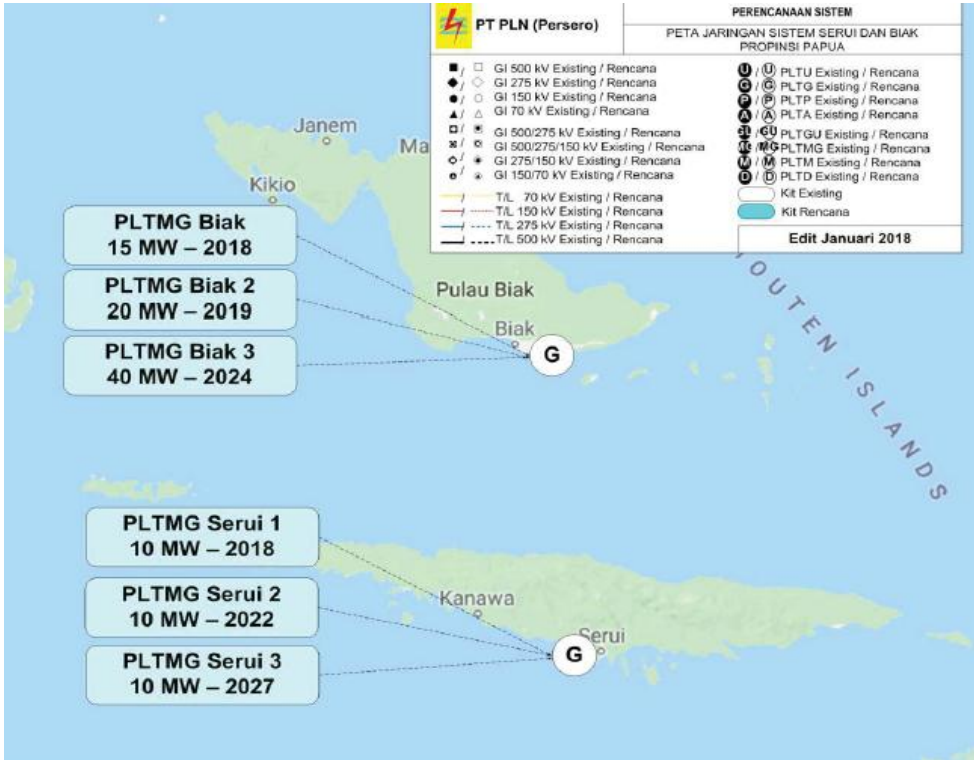 PT PLN (Persero)
PERENCANAAN SISTEM
PETA JARINGAN SISTEM SERUI DAN BIAK
PROPINSI PAPUA
GI 500 kV Existing / Rencana
GI 275 kV Existing / Rencana
GI 150 kV Existing / Rencana
GI 70 kV Existing / Rencana
GI 500/275 kV Existing / Rencana
GI 500/275/150 kV Existing / Rencana
GI 275/150 kV Existing / Rencana
GI 150/70 kV Existing / Rencana
T/L 70 kV Existing / Rencana
T/L 150 kV Existing / Rencana
T/L 275 kV Existing / Rencana
T/L 500 kV Existing / Rencana
U / U PLTU Existing / Rencana
G / G PLTG Existing / Rencana
P / P PLTP Existing / Rencana
A / A PLTA Existing / Rencana
GU / GU PLTGU Existing / Rencana
MG / MG PLTMG Existing / Rencana
M / M PLTM Existing / Rencana
D / D PLTD Existing / Rencana
Kit Existing
Kit Rencana
Edit Januari 2018
Janem
Ma
Kikio
PLTMG Biak
15 MW – 2018
PLTMG Biak 2
20 MW – 2019
PLTMG Biak 3
40 MW – 2024
Pulau Biak
Biak
G
OUTEN ISLANDS
PLTMG Serui 1
10 MW – 2018
PLTMG Serui 2
10 MW – 2022
PLTMG Serui 3
10 MW – 2027
Kanawa
Serui
G